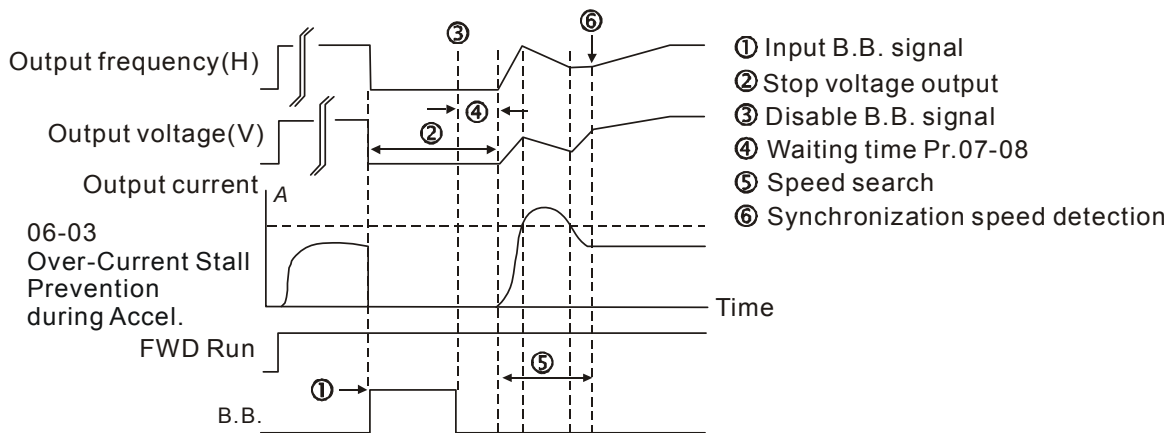 ⑥
③
Output frequency(H)
① Input B.B. signal
② Stop voltage output
③ Disable B.B. signal
④ Waiting time Pr.07-08
⑤ Speed search
⑥ Synchronization speed detection
④
Output voltage(V)
②
Output current
A
06-03
Over-Current Stall
Prevention
during Accel.
Time
FWD Run
⑤
①
B.B.